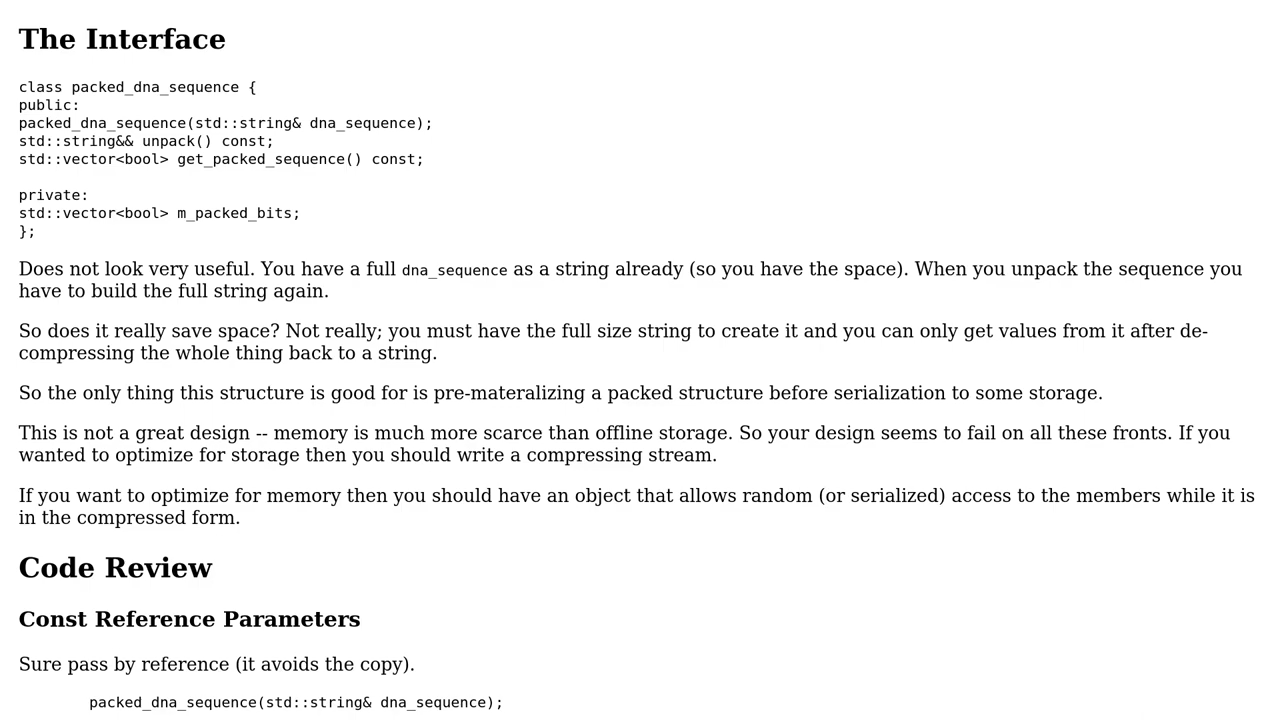 The Interface
class packed_dna_sequence {
public:
packed_dna_sequence(std::string& dna_sequence);
std::string&& unpack() const;
std::vector<bool> get_packed_sequence() const;
private:
std::vector<bool> m_packed_bits;
};
Does not look very useful. You have a full dna_sequence as a string already (so you have the space). When you unpack the sequence you
have to build the full string again.
So does it really save space? Not really; you must have the full size string to create it and you can only get values from it after de-
compressing the whole thing back to a string.
So the only thing this structure is good for is pre-materalizing a packed structure before serialization to some storage.
This is not a great design -- memory is much more scarce than offline storage. So your design seems to fail on all these fronts. If you
wanted to optimize for storage then you should write a compressing stream.
If you want to optimize for memory then you should have an object that allows random (or serialized) access to the members while it is
in the compressed form.
Code Review
Const Reference Parameters
Sure pass by reference (it avoids the copy).
packed_dna_sequence(std::string& dna_sequence);